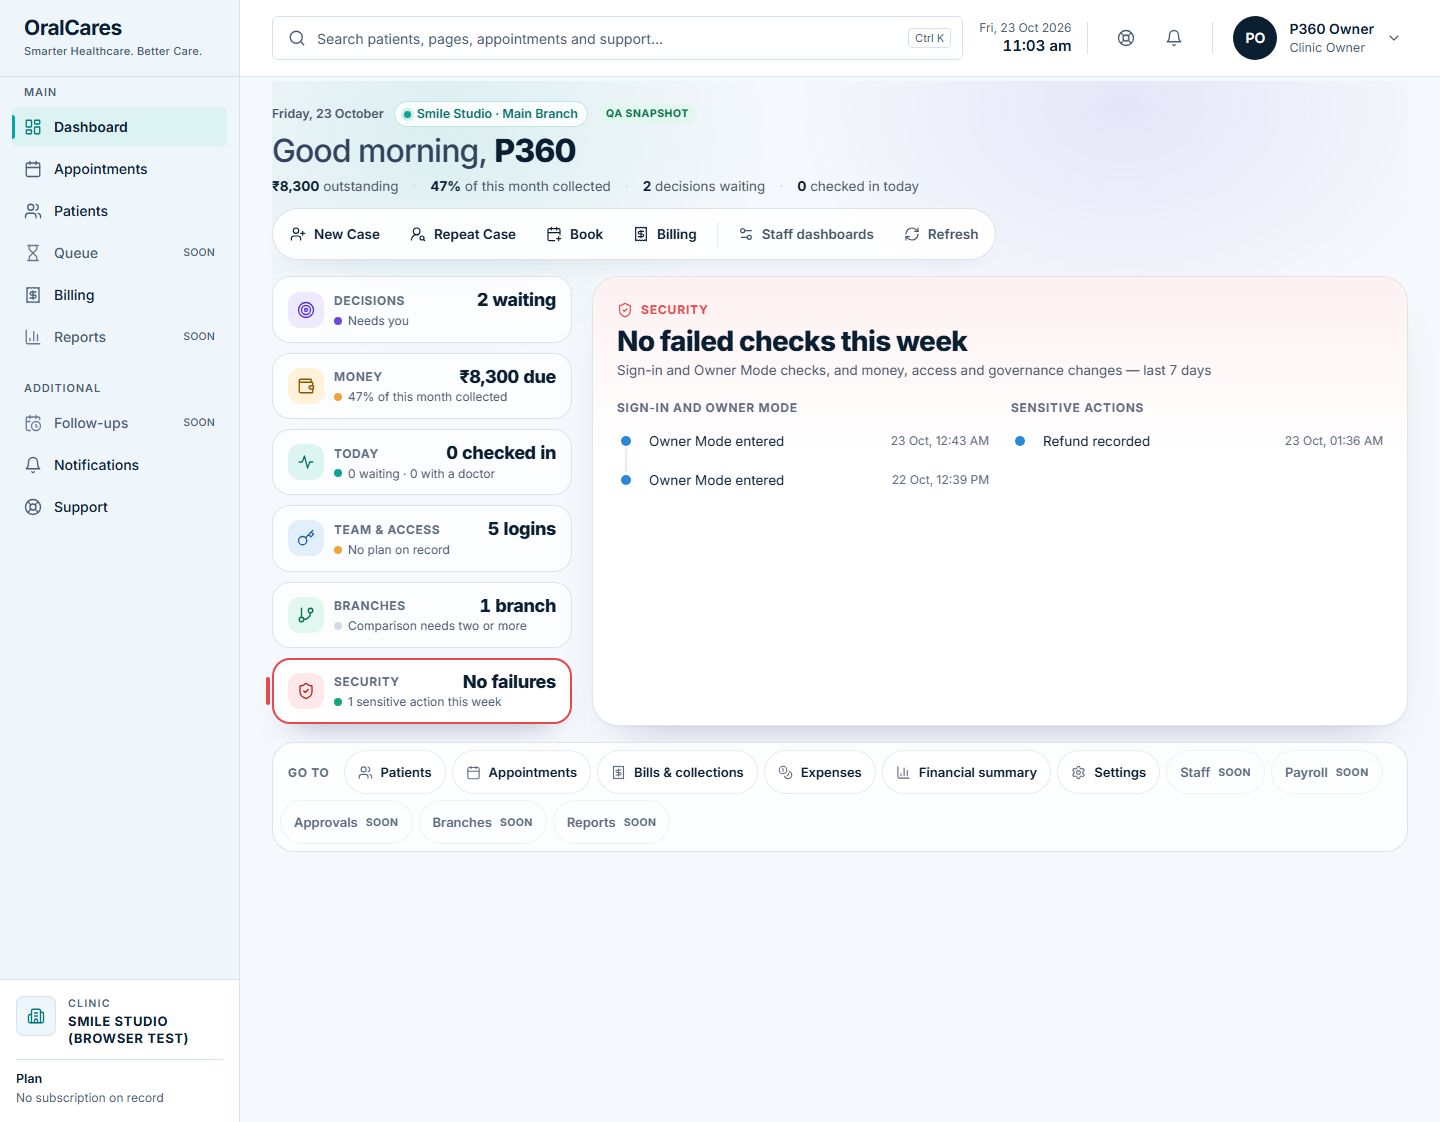 OralCares
Smarter Healthcare. Better Care.
MAIN
Dashboard
Appointments
Patients
Queue SOON
Billing
Reports SOON
ADDITIONAL
Follow-ups SOON
Notifications
Support
CLINIC
SMILE STUDIO
(BROWSER TEST)
Plan
No subscription on record
Search patients, pages, appointments and support...
Ctrl K
Fri, 23 Oct 2026
11:03 am
PO
P360 Owner
Clinic Owner
Friday, 23 October
Smile Studio · Main Branch
QA SNAPSHOT
Good morning, P360
₹8,300 outstanding · 47% of this month collected · 2 decisions waiting · 0 checked in today
New Case
Repeat Case
Book
Billing
Staff dashboards
Refresh
DECISIONS
2 waiting
Needs you
MONEY
₹8,300 due
47% of this month collected
TODAY
0 checked in
0 waiting · 0 with a doctor
TEAM & ACCESS
5 logins
No plan on record
BRANCHES
1 branch
Comparison needs two or more
SECURITY
No failures
1 sensitive action this week
SECURITY
No failed checks this week
Sign-in and Owner Mode checks, and money, access and governance changes — last 7 days
SIGN-IN AND OWNER MODE
Owner Mode entered 23 Oct, 12:43 AM
Owner Mode entered 22 Oct, 12:39 PM
SENSITIVE ACTIONS
Refund recorded 23 Oct, 01:36 AM
GO TO
Patients
Appointments
Bills & collections
Expenses
Financial summary
Settings
Staff SOON
Payroll SOON
Approvals SOON
Branches SOON
Reports SOON